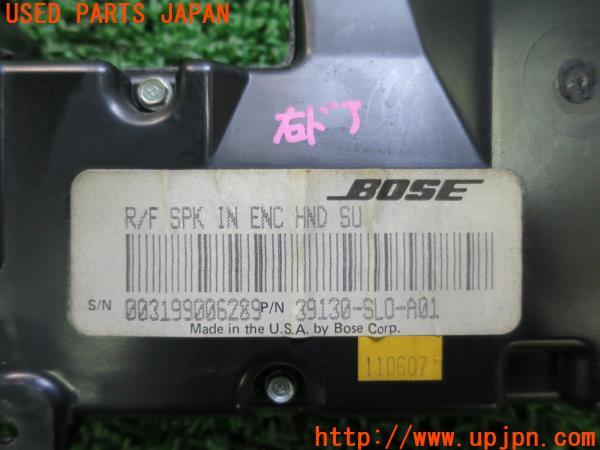 USED PARTS JAPAN
右ドア
BOSE
R/F SPK IN ENC HND SU
S/N 003199006289 P/N 39130-SL0-A01
Made in the U.S.A. by Bose Corp.
110607
UPJ http://www.upjpn.com/